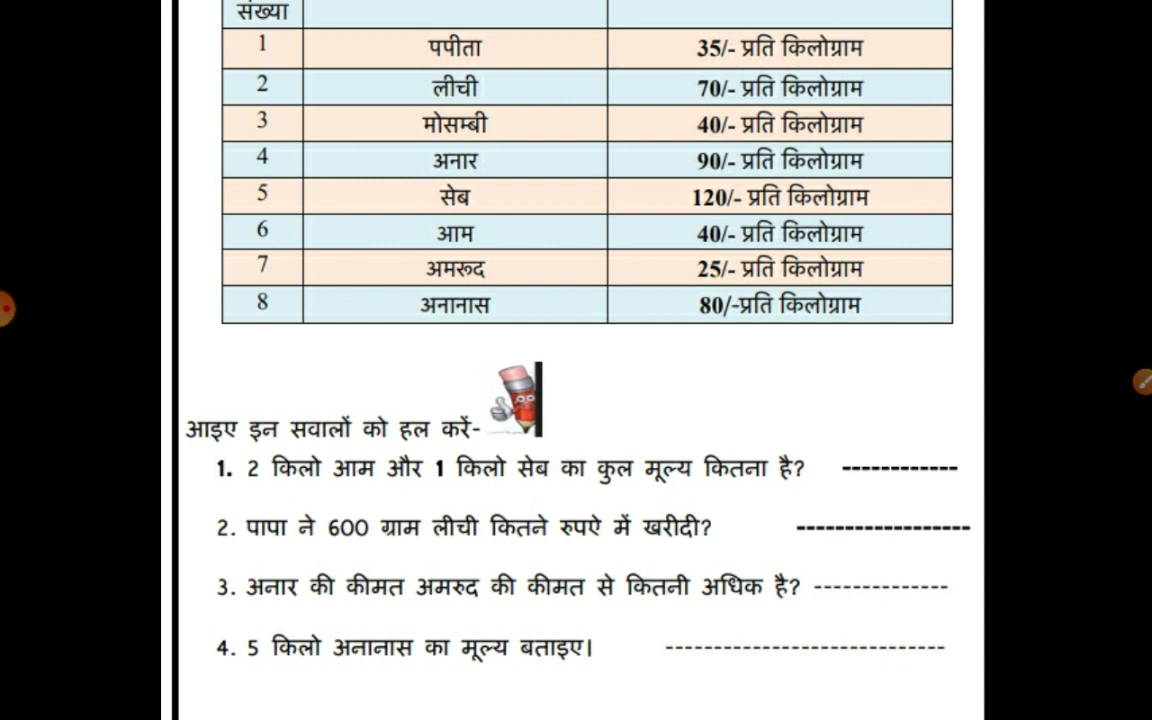 संख्या
1 पपीता 35/- प्रति किलोग्राम
2 लीची 70/- प्रति किलोग्राम
3 मोसम्बी 40/- प्रति किलोग्राम
4 अनार 90/- प्रति किलोग्राम
5 सेब 120/- प्रति किलोग्राम
6 आम 40/- प्रति किलोग्राम
7 अमरूद 25/- प्रति किलोग्राम
8 अनानास 80/-प्रति किलोग्राम
आइए इन सवालों को हल करें-
1. 2 किलो आम और 1 किलो सेब का कुल मूल्य कितना है? ------------
2. पापा ने 600 ग्राम लीची कितने रुपऐ में खरीदी? ------------------
3. अनार की कीमत अमरुद की कीमत से कितनी अधिक है? --------------
4. 5 किलो अनानास का मूल्य बताइए। -----------------------------